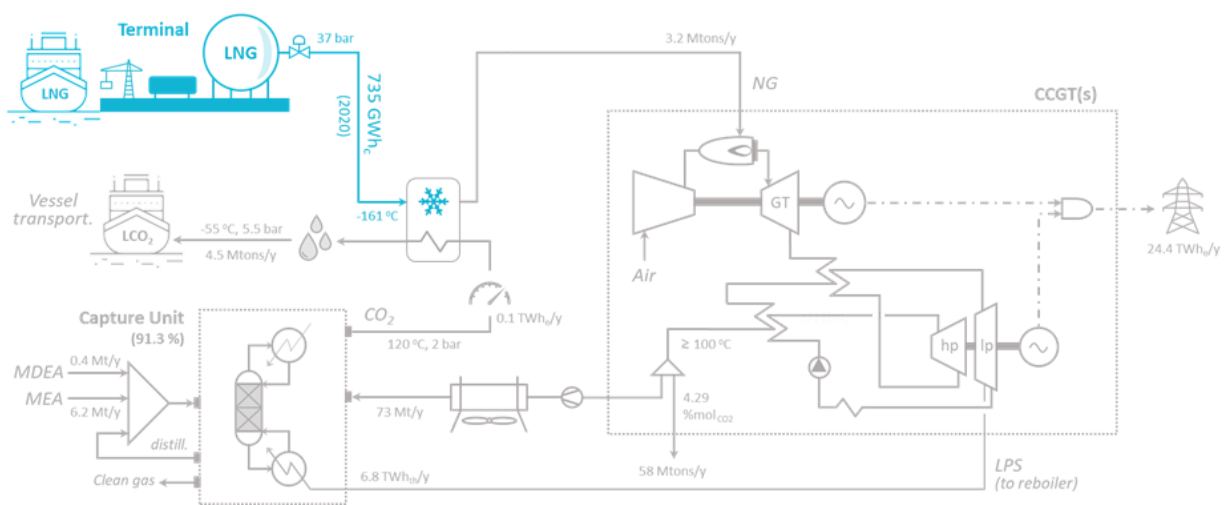 Terminal
LNG
LNG
37 bar
735 GWhc
(2020)
-161 ºC
3.2 Mtons/y
NG
CCGT(s)
GT
Air
24.4 TWhe/y
Vessel
transport.
LCO2
-55 ºC, 5.5 bar
4.5 Mtons/y
0.1 TWhe/y
CO2
120 ºC, 2 bar
Capture Unit
(91.3 %)
MDEA
0.4 Mt/y
MEA
6.2 Mt/y
distill.
Clean gas
73 Mt/y
≥ 100 ºC
4.29
%molCO2
58 Mtons/y
hp
lp
6.8 TWhth/y
LPS
(to reboiler)